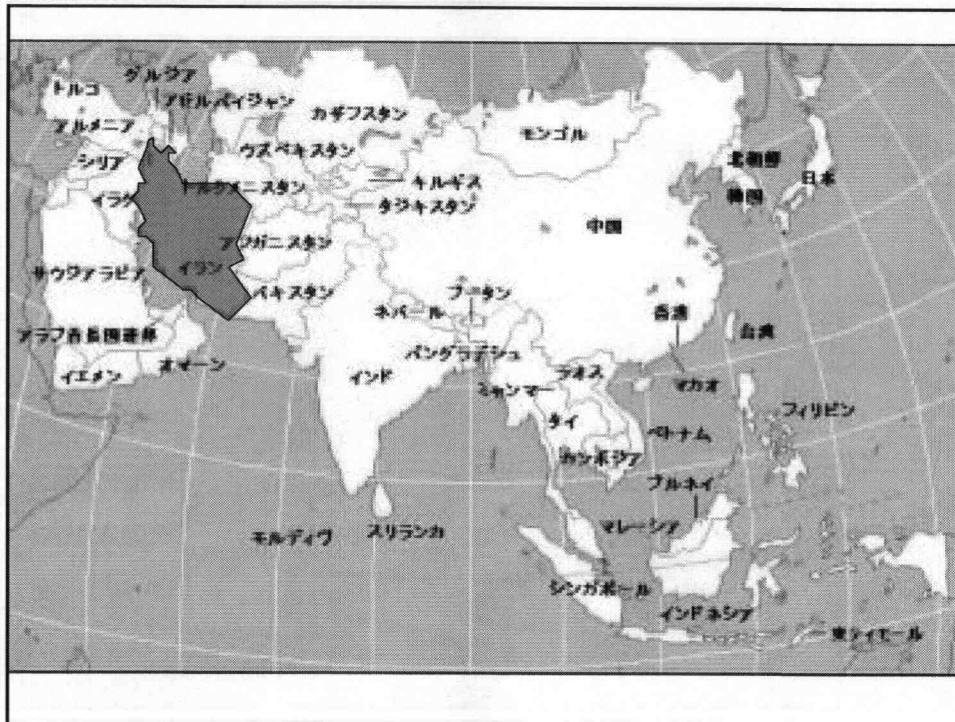 グルジア
トルコ
アゼルバイジャン
カザフスタン
アルメニア
モンゴル
ウズベキスタン
シリア
北朝鮮
キルギス
トルクメニスタン
日本
韓国
イラク
タジキスタン
中国
アフガニスタン
イラン
サウジアラビア
パキスタン
ブータン
ネパール
香港
台湾
アラブ首長国連邦
オマーン
バングラデシュ
イエメン
インド
ラオス
ミャンマー
マカオ
フィリピン
タイ
ベトナム
カンボジア
ブルネイ
モルディヴ
スリランカ
マレーシア
シンガポール
インドネシア
東ティモール